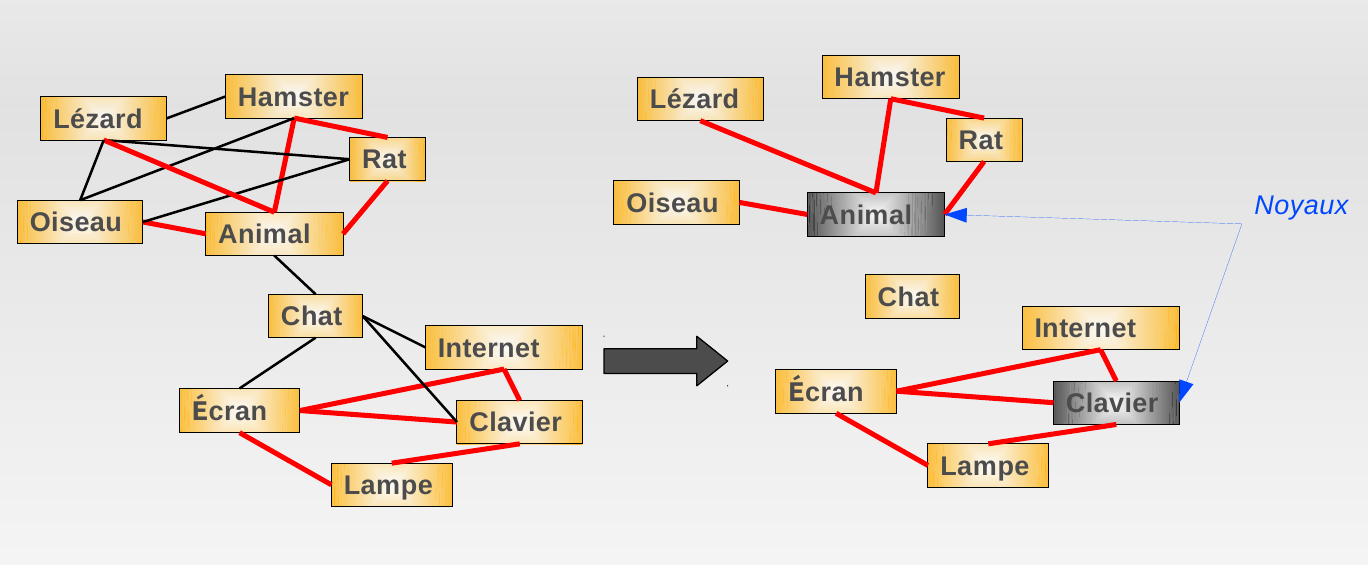 Lézard
Hamster
Rat
Oiseau
Animal
Chat
Internet
Écran
Clavier
Lampe
Hamster
Lézard
Rat
Oiseau
Animal
Noyaux
Chat
Internet
Écran
Clavier
Lampe